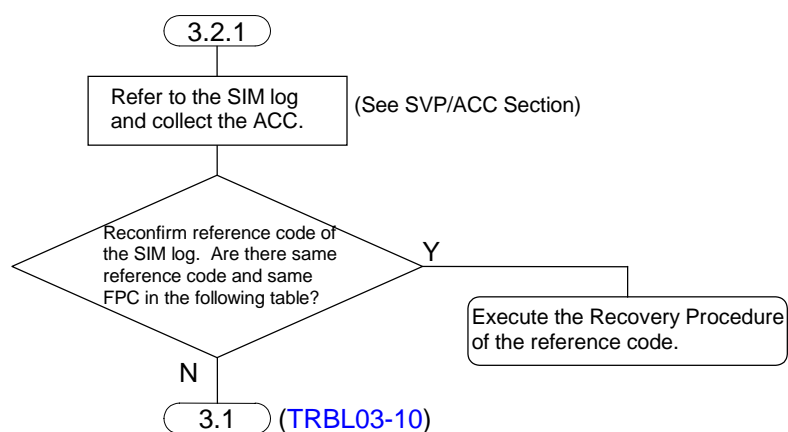 3.2.1
Refer to the SIM log
and collect the ACC.
(See SVP/ACC Section)
Reconfirm reference code of
the SIM log. Are there same
reference code and same
FPC in the following table?
Y
Execute the Recovery Procedure
of the reference code.
N
3.1 (TRBL03-10)